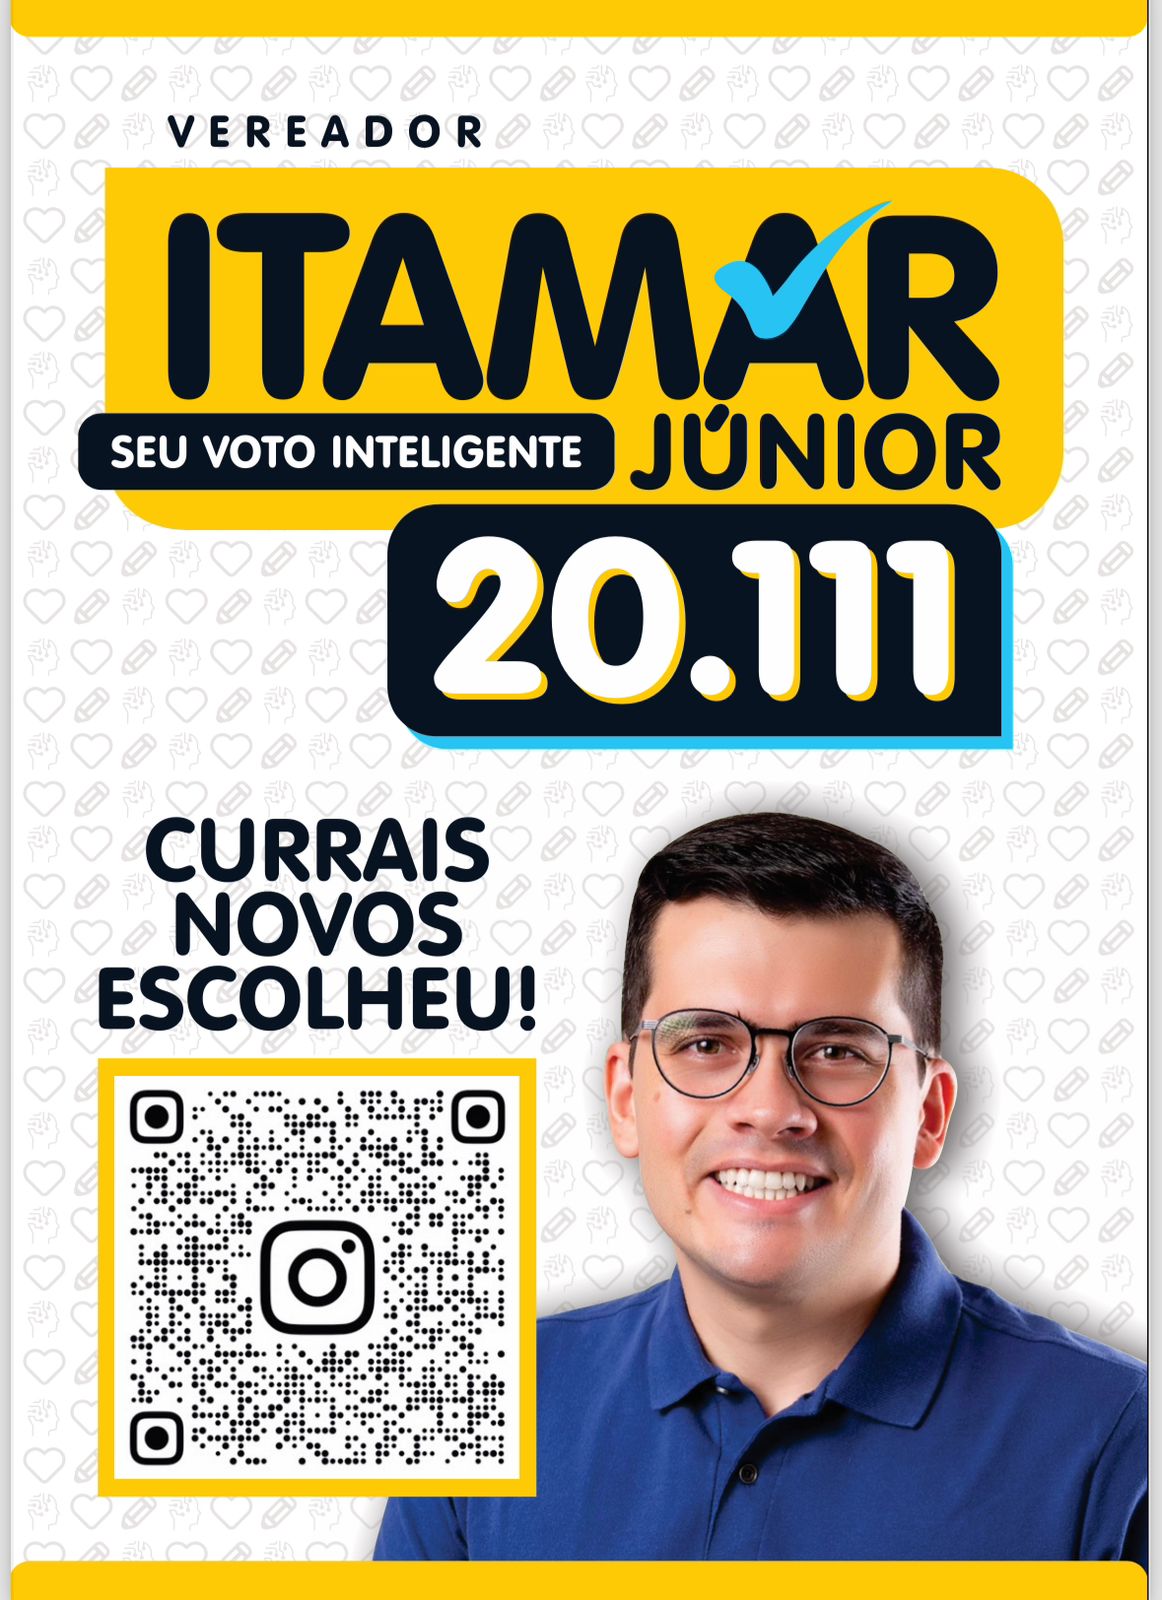 VEREADOR
ITAMAR
SEU VOTO INTELIGENTE JÚNIOR
20.111
CURRAIS
NOVOS
ESCOLHEU!